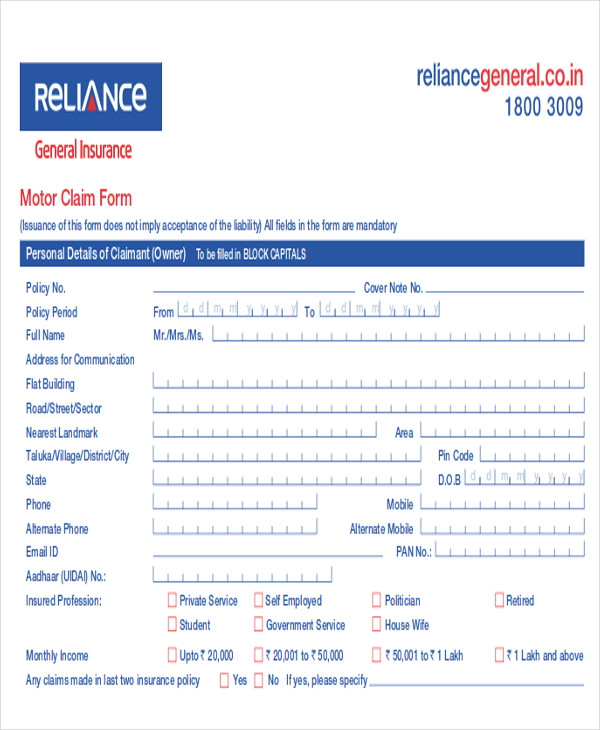 reliancegeneral.co.in
RELIANCE
1800 3009
General Insurance
Motor Claim Form
(Issuance of this form does not imply acceptance of the liability) All fields in the form are mandatory
Personal Details of Claimant (Owner) To be filled in BLOCK CAPITALS
Policy No. Cover Note No.
Policy Period From d d m m y y y y To d d m m y y y y
Full Name Mr./Mrs./Ms.
Address for Communication
Flat Building
Road/Street/Sector
Nearest Landmark Area
Taluka/Village/District/City Pin Code
State D.O.B d d m m y y y y
Phone Mobile
Alternate Phone Alternate Mobile
Email ID PAN No.:
Aadhaar (UIDAI) No.:
Insured Profession: Private Service Self Employed Politician Retired
Student Government Service House Wife
Monthly Income Upto ₹ 20,000 ₹ 20,001 to ₹ 50,000 ₹ 50,001 to ₹ 1 Lakh ₹ 1 Lakh and above
Any claims made in last two insurance policy Yes No If yes, please specify